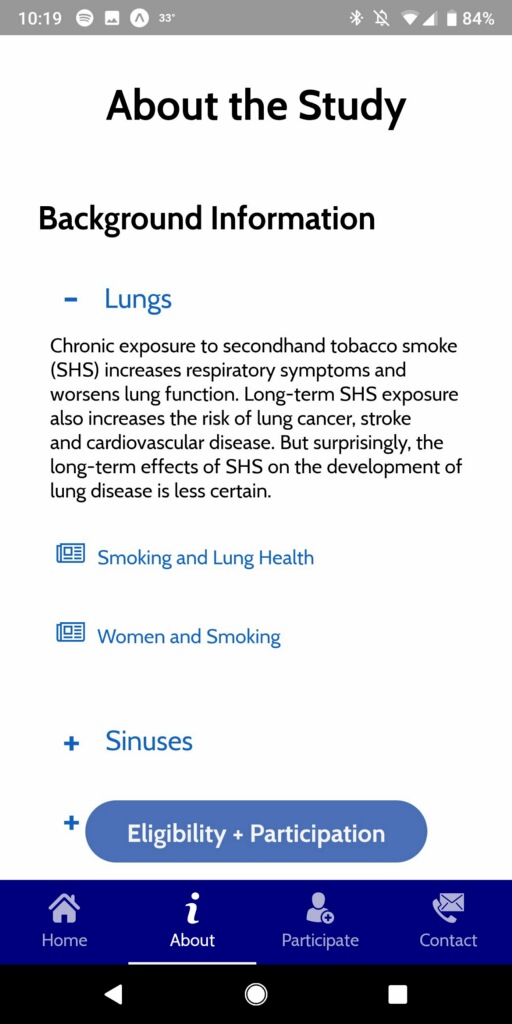 10:19 33° 84%
About the Study
Background Information
- Lungs
Chronic exposure to secondhand tobacco smoke
(SHS) increases respiratory symptoms and
worsens lung function. Long-term SHS exposure
also increases the risk of lung cancer, stroke
and cardiovascular disease. But surprisingly, the
long-term effects of SHS on the development of
lung disease is less certain.
Smoking and Lung Health
Women and Smoking
+ Sinuses
+
Eligibility + Participation
Home About Participate Contact